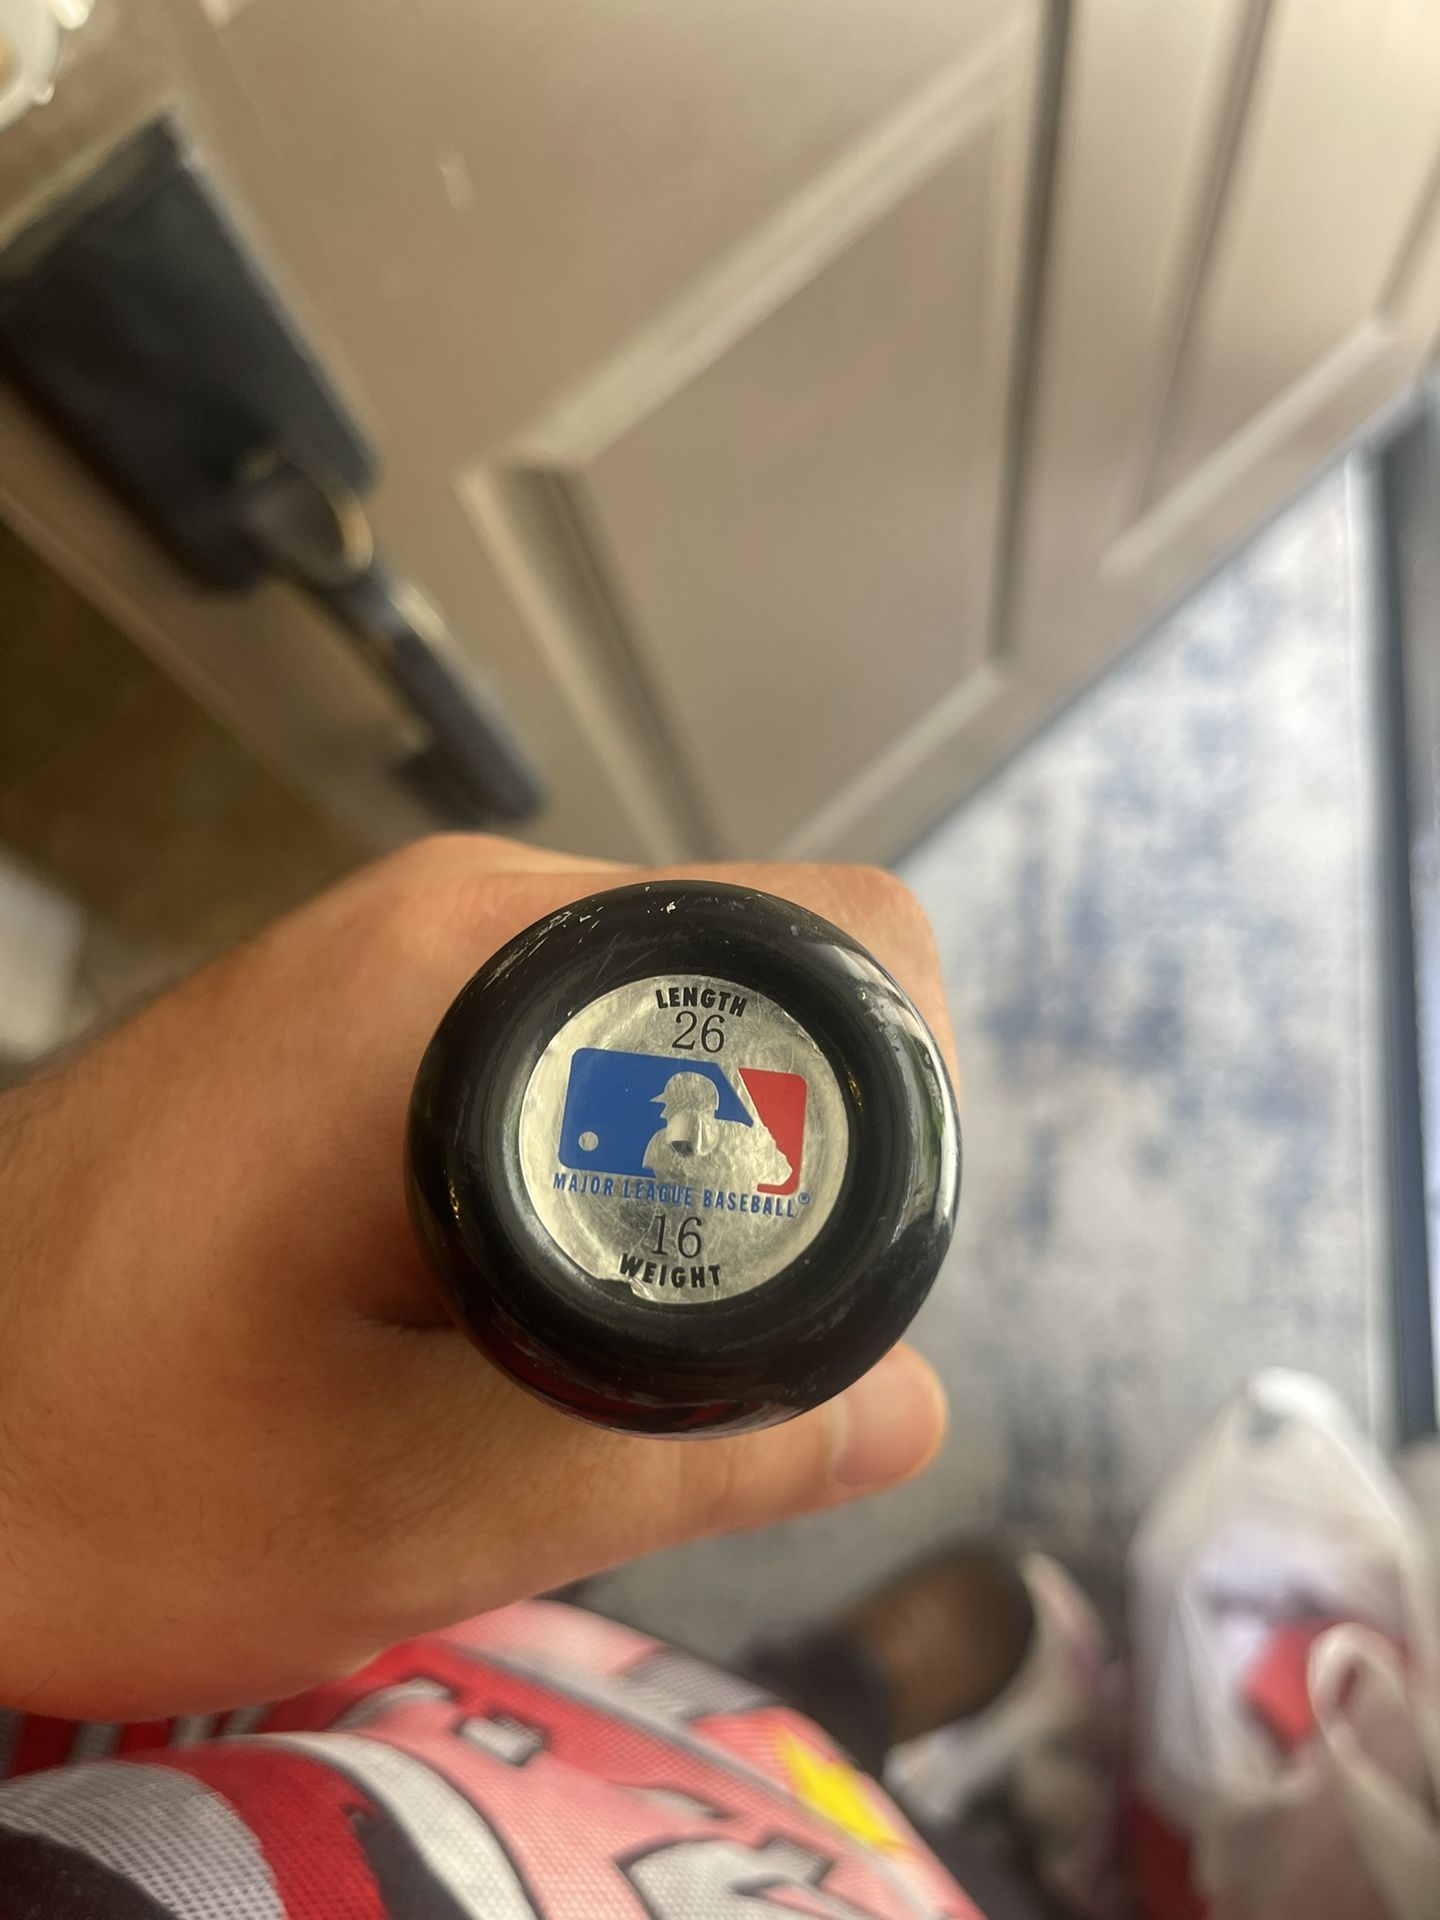 LENGTH
26
MAJOR LEAGUE BASEBALL®
16
WEIGHT